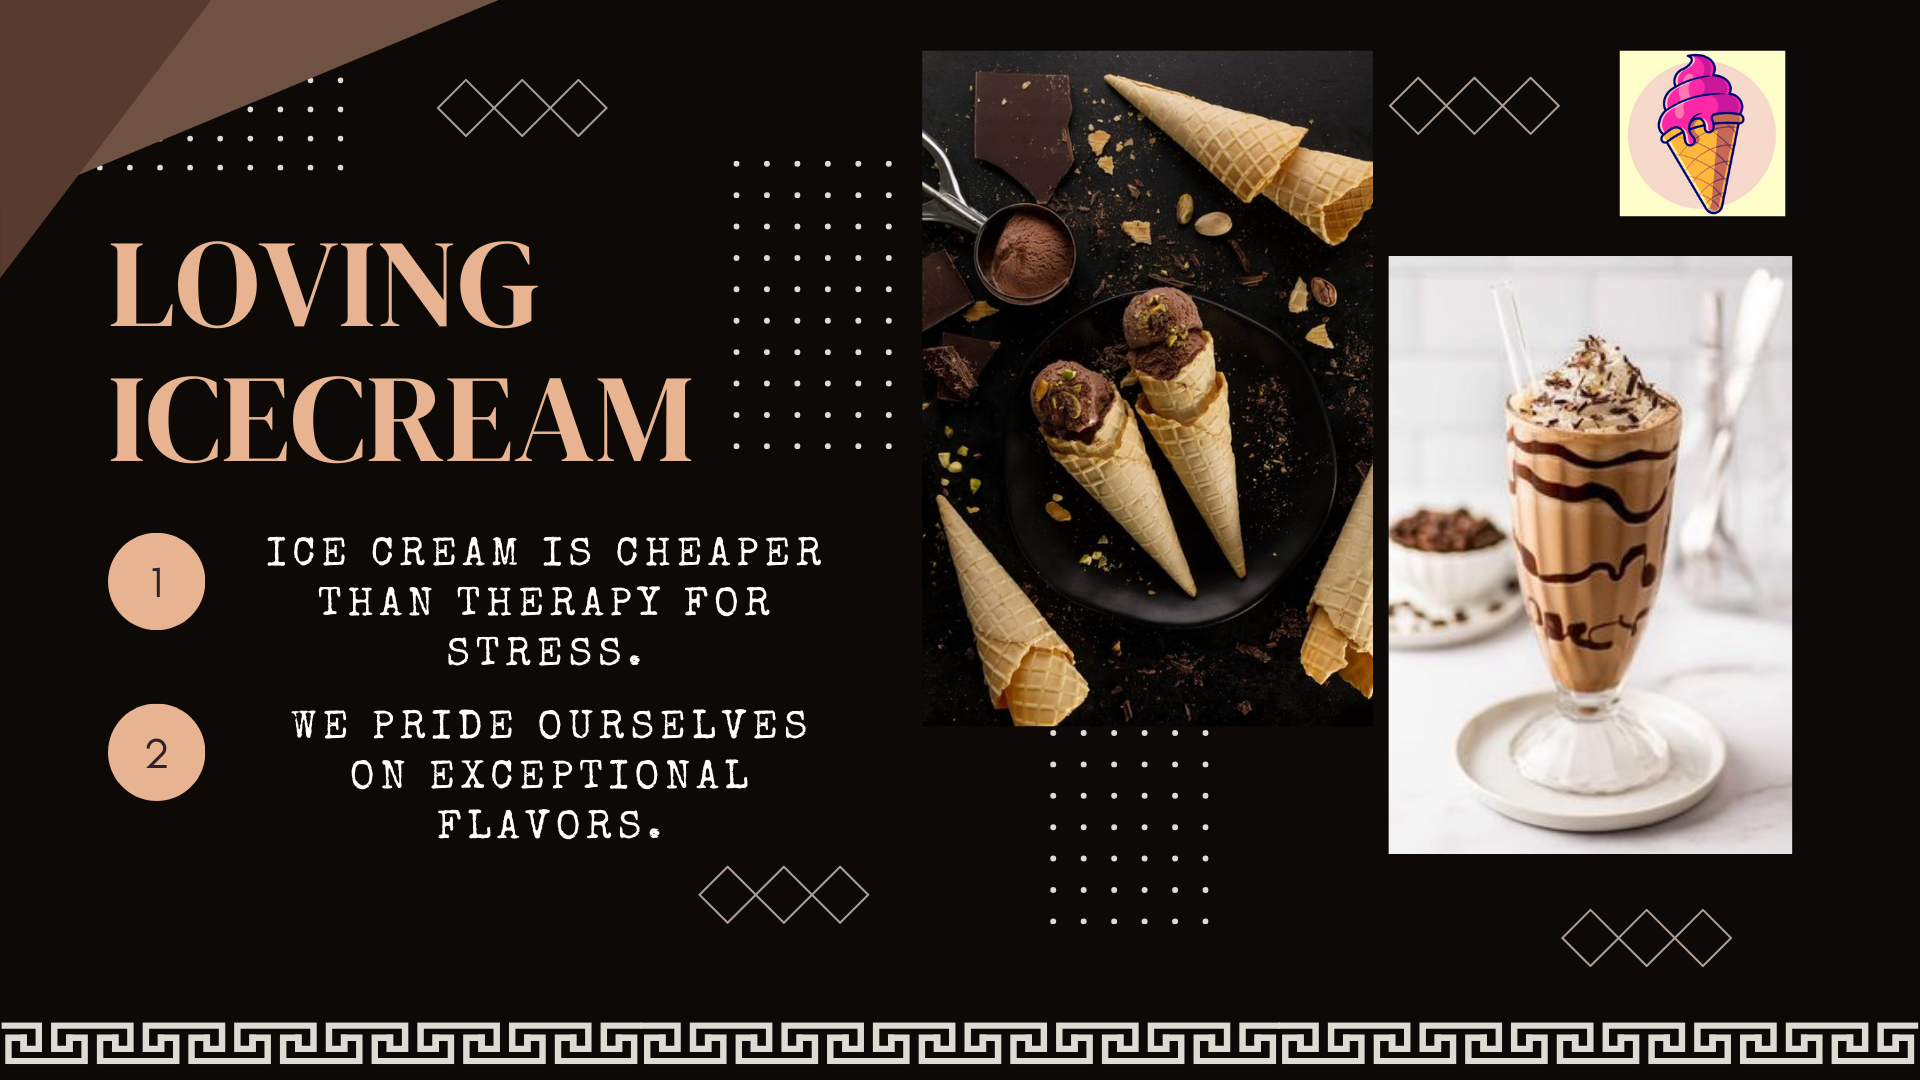 LOVING
ICECREAM
1
ICE CREAM IS CHEAPER
THAN THERAPY FOR
STRESS.
2
WE PRIDE OURSELVES
ON EXCEPTIONAL
FLAVORS.